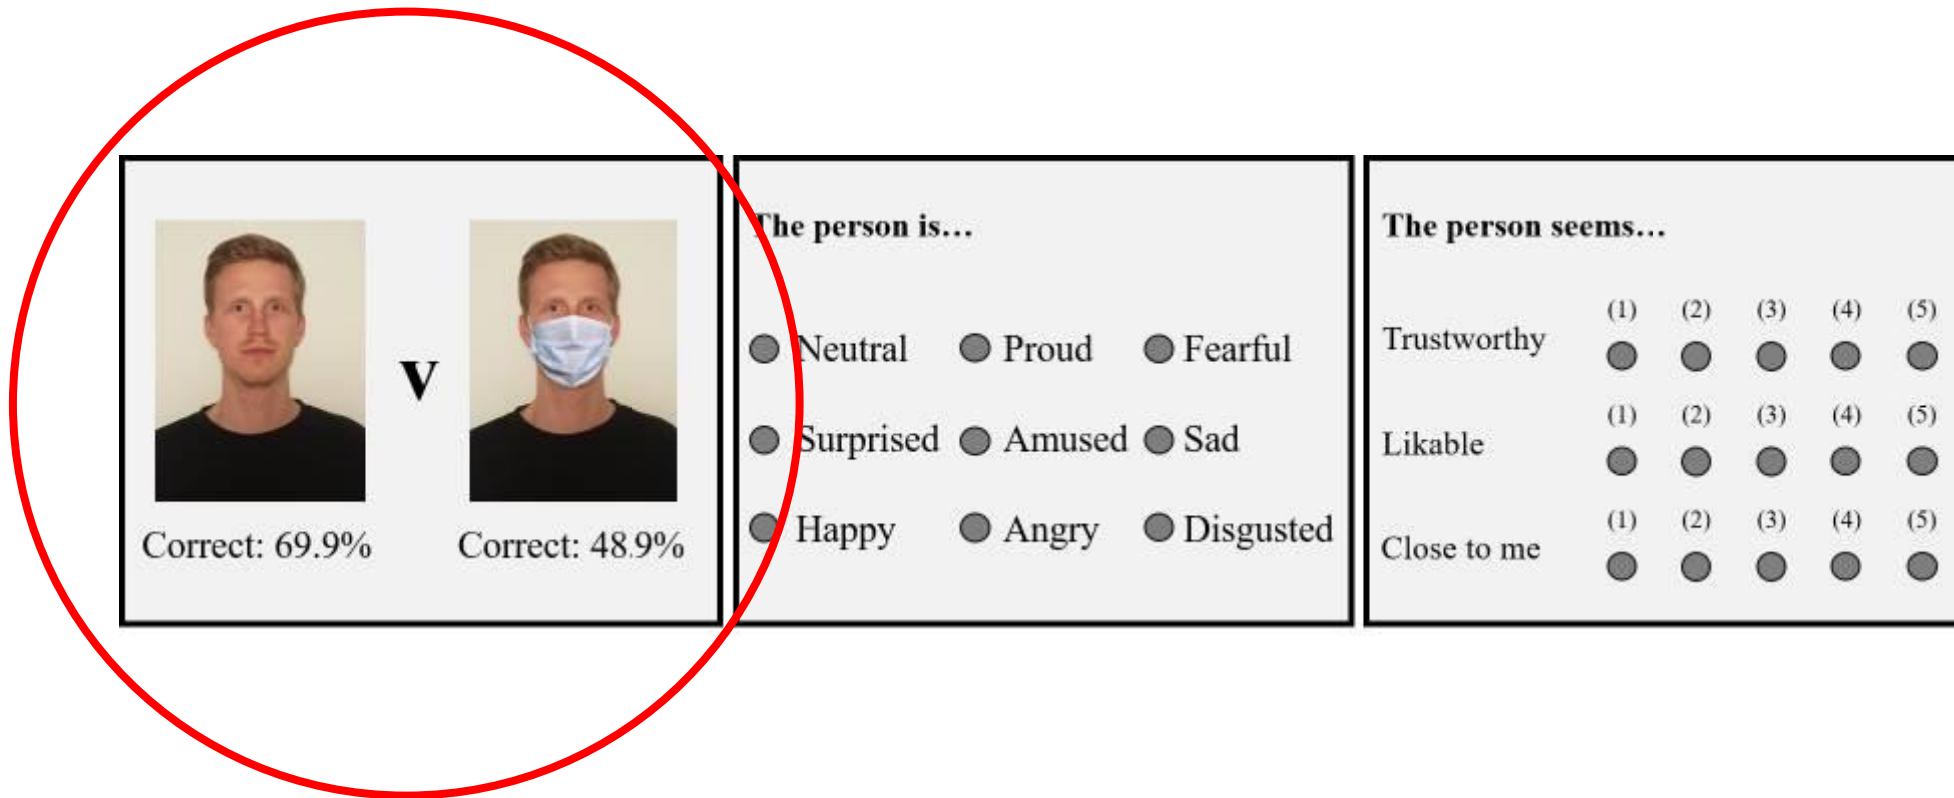 v
Correct: 69.9% Correct: 48.9%
The person is...
Neutral Proud Fearful
Surprised Amused Sad
Happy Angry Disgusted
The person seems...
(1) (2) (3) (4) (5)
Trustworthy
(1) (2) (3) (4) (5)
Likable
(1) (2) (3) (4) (5)
Close to me